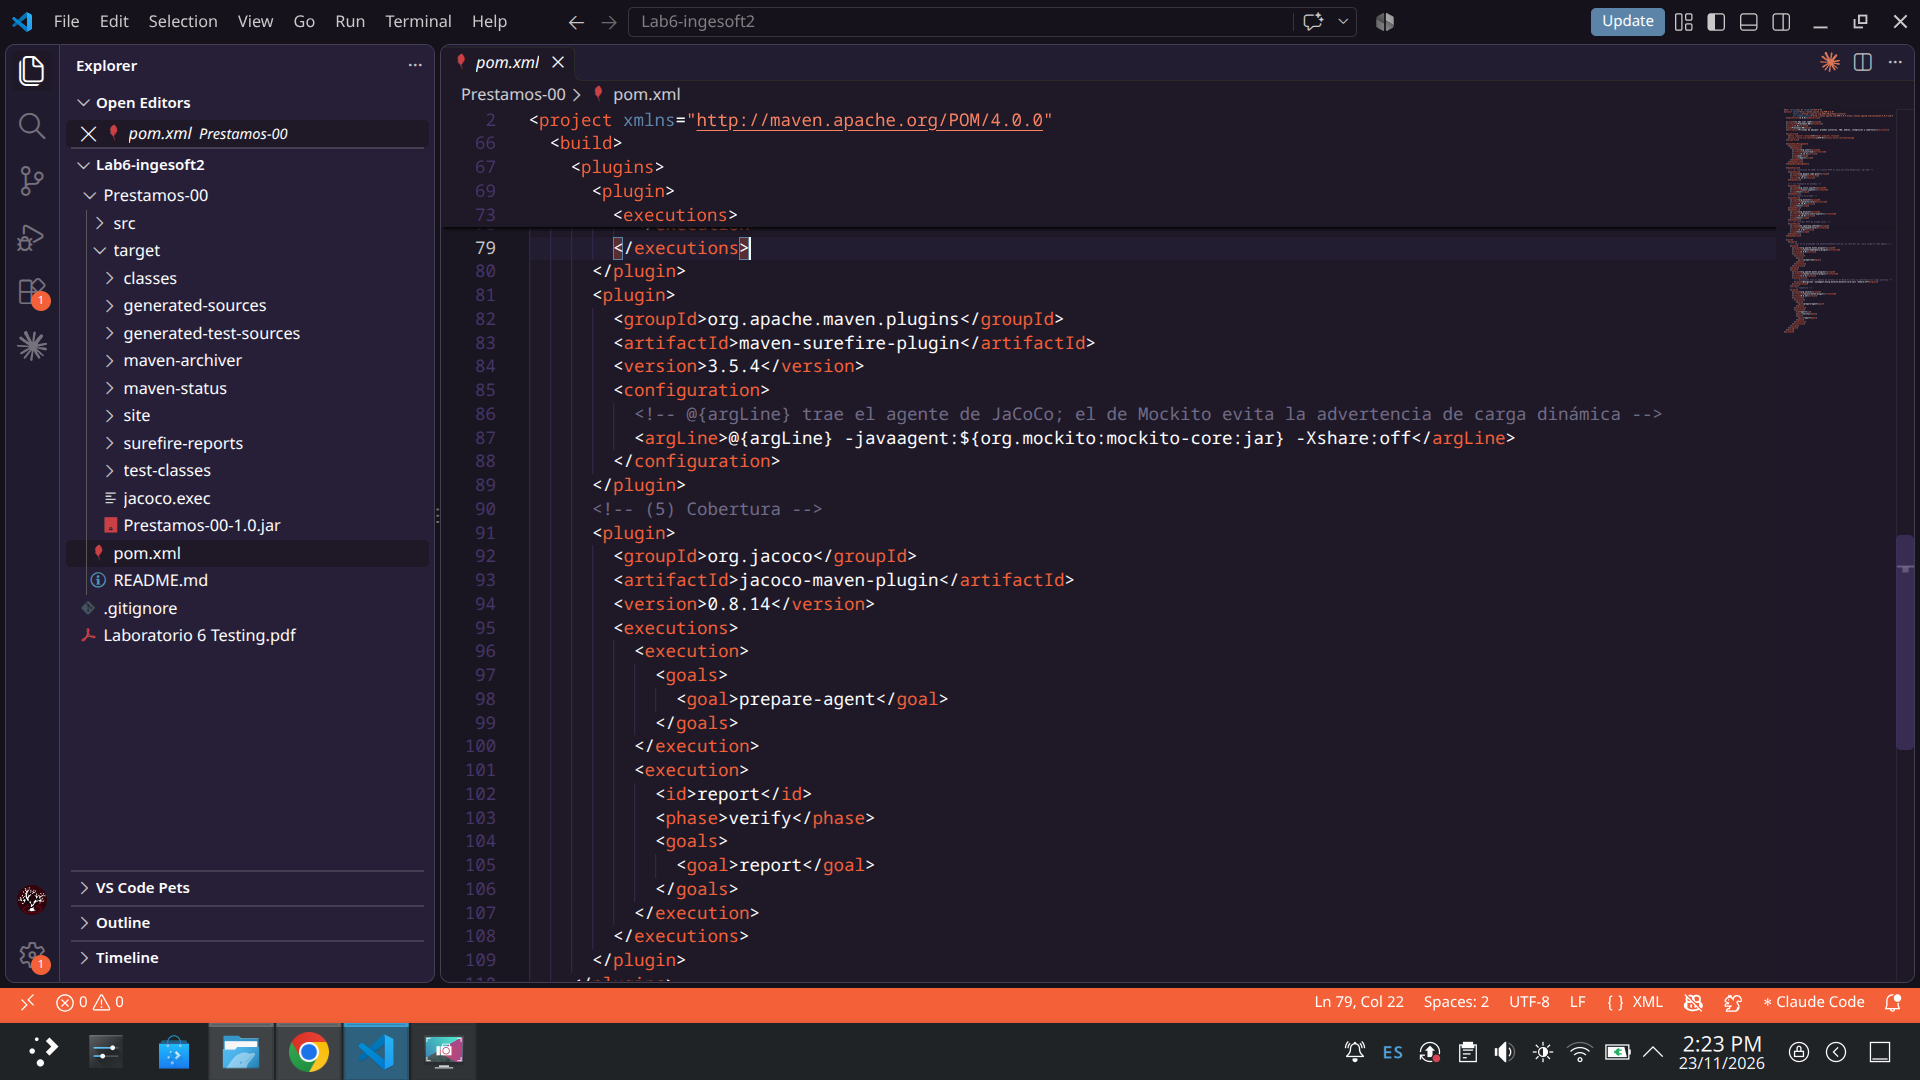 File Edit Selection View Go Run Terminal Help
Lab6-ingesoft2
Update
Explorer
Open Editors
pom.xml Prestamos-00
Lab6-ingesoft2
Prestamos-00
src
target
classes
generated-sources
generated-test-sources
maven-archiver
maven-status
site
surefire-reports
test-classes
jacoco.exec
Prestamos-00-1.0.jar
pom.xml
README.md
.gitignore
Laboratorio 6 Testing.pdf
VS Code Pets
Outline
Timeline
1
1
pom.xml
Prestamos-00 > pom.xml
2 <project xmlns="http://maven.apache.org/POM/4.0.0"
66 <build>
67 <plugins>
69 <plugin>
73 <executions>
79 </executions>
80 </plugin>
81 <plugin>
82 <groupId>org.apache.maven.plugins</groupId>
83 <artifactId>maven-surefire-plugin</artifactId>
84 <version>3.5.4</version>
85 <configuration>
86 <!-- @{argLine} trae el agente de JaCoCo; el de Mockito evita la advertencia de carga dinámica -->
87 <argLine>@{argLine} -javaagent:${org.mockito:mockito-core:jar} -Xshare:off</argLine>
88 </configuration>
89 </plugin>
90 <!-- (5) Cobertura -->
91 <plugin>
92 <groupId>org.jacoco</groupId>
93 <artifactId>jacoco-maven-plugin</artifactId>
94 <version>0.8.14</version>
95 <executions>
96 <execution>
97 <goals>
98 <goal>prepare-agent</goal>
99 </goals>
100 </execution>
101 <execution>
102 <id>report</id>
103 <phase>verify</phase>
104 <goals>
105 <goal>report</goal>
106 </goals>
107 </execution>
108 </executions>
109 </plugin>
0 0
Ln 79, Col 22 Spaces: 2 UTF-8 LF { } XML Claude Code
ES
2:23 PM
23/11/2026